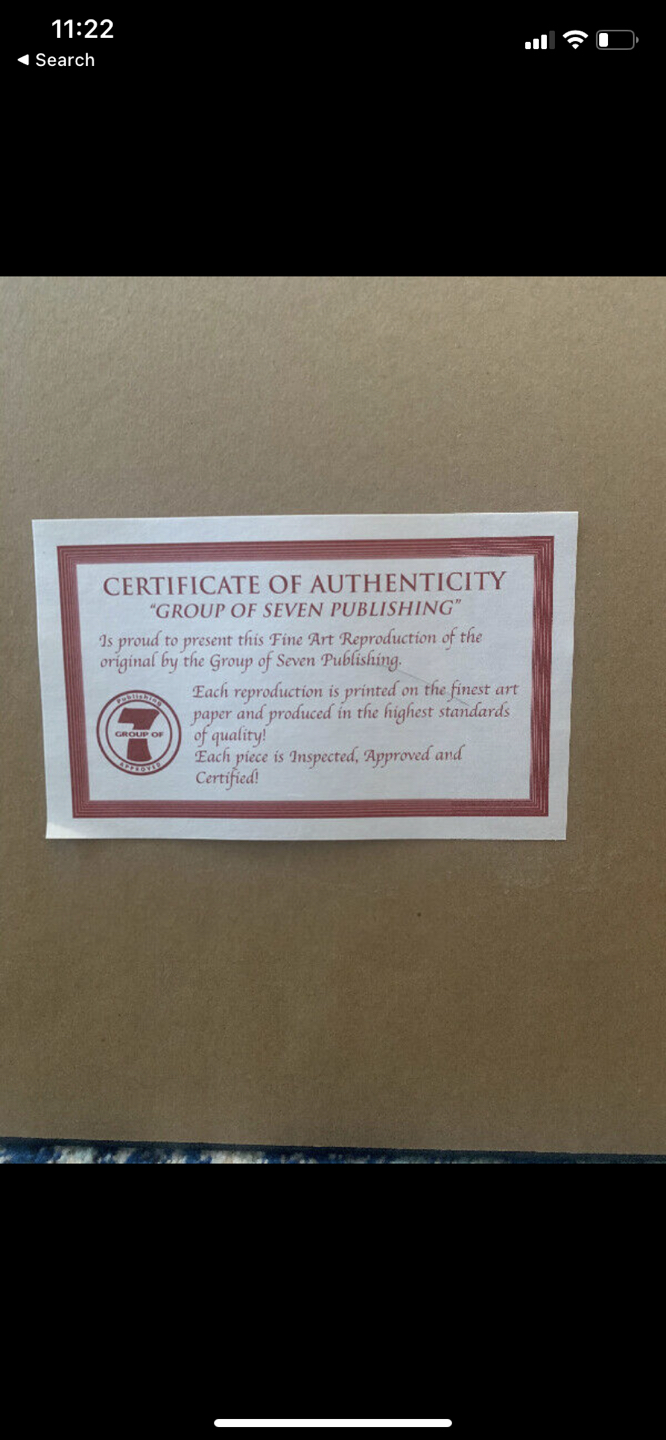 11:22
◀ Search
CERTIFICATE OF AUTHENTICITY
"GROUP OF SEVEN PUBLISHING"
Is proud to present this Fine Art Reproduction of the
original by the Group of Seven Publishing.
Publishing
7
GROUP OF
APPROVED
Each reproduction is printed on the finest art
paper and produced in the highest standards
of quality!
Each piece is Inspected, Approved and
Certified!